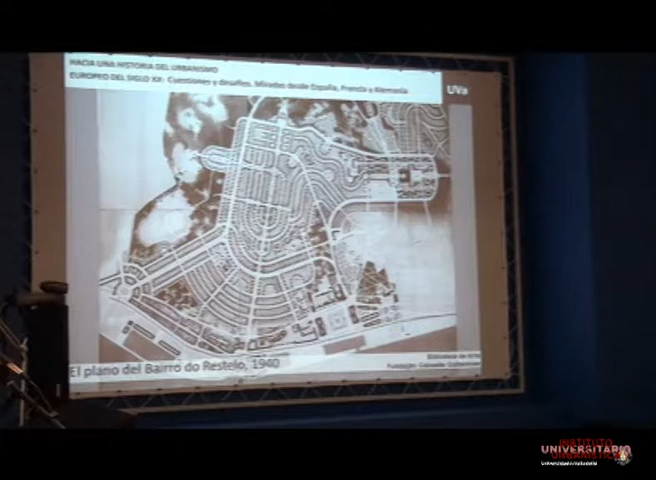 HACIA UNA HISTORIA DEL URBANISMO
EUROPEO DEL SIGLO XX: Cuestiones y desafíos. Miradas desde España, Francia y Alemania
UVa
El plano del Bairro do Restelo, 1940
Biblioteca de Arte
Fundação Calouste Gulbenkian
INSTITUTO
UNIVERSITARIO
URBANÍSTICA
Universidad de Valladolid